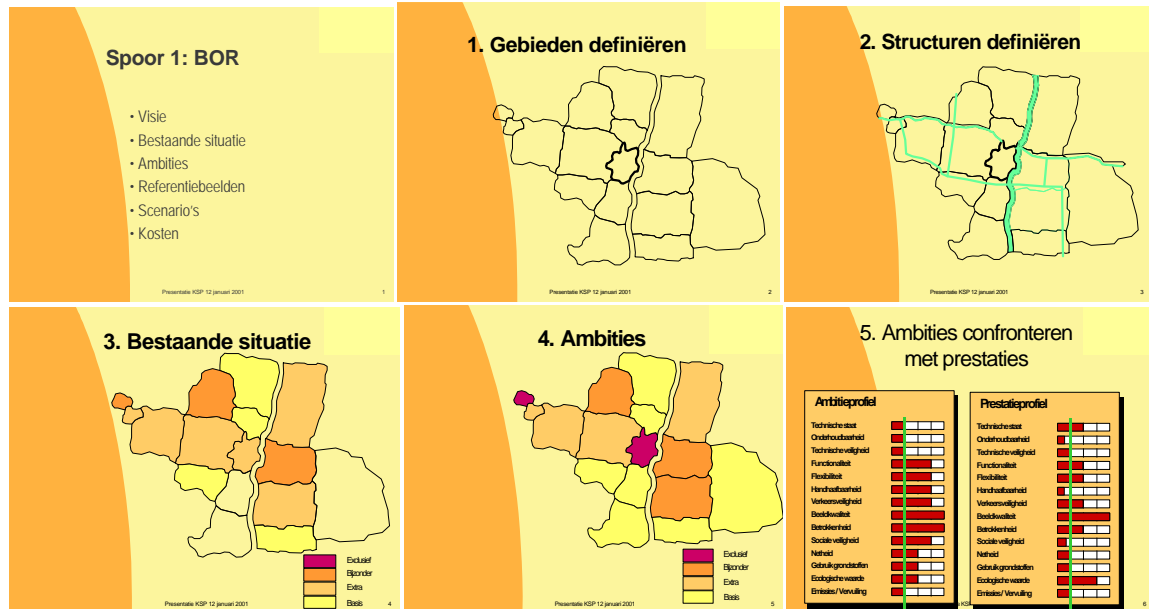 Spoor 1: BOR
• Visie
• Bestaande situatie
• Ambities
• Referentiebeelden
• Scenario's
• Kosten
Presentatie KSP 12 januari 2001
1
1. Gebieden definiëren
Presentatie KSP 12 januari 2001
2
2. Structuren definiëren
Presentatie KSP 12 januari 2001
3
3. Bestaande situatie
Exclusief
Bijzonder
Extra
Basis
Presentatie KSP 12 januari 2001
4
4. Ambities
Exclusief
Bijzonder
Extra
Basis
Presentatie KSP 12 januari 2001
5
5. Ambities confronteren
met prestaties
Ambitieprofiel
Technische staat
Onderhoudbaarheid
Technische veiligheid
Functionaliteit
Flexibiliteit
Handhaafbaarheid
Verkeersveiligheid
Beeldkwaliteit
Betrokkenheid
Sociale veiligheid
Netheid
Gebruik grondstoffen
Ecologische waarde
Emissies / Vervuiling
Prestatieprofiel
Technische staat
Onderhoudbaarheid
Technische veiligheid
Functionaliteit
Flexibiliteit
Handhaafbaarheid
Verkeersveiligheid
Beeldkwaliteit
Betrokkenheid
Sociale veiligheid
Netheid
Gebruik grondstoffen
Ecologische waarde
Emissies / Vervuiling
6